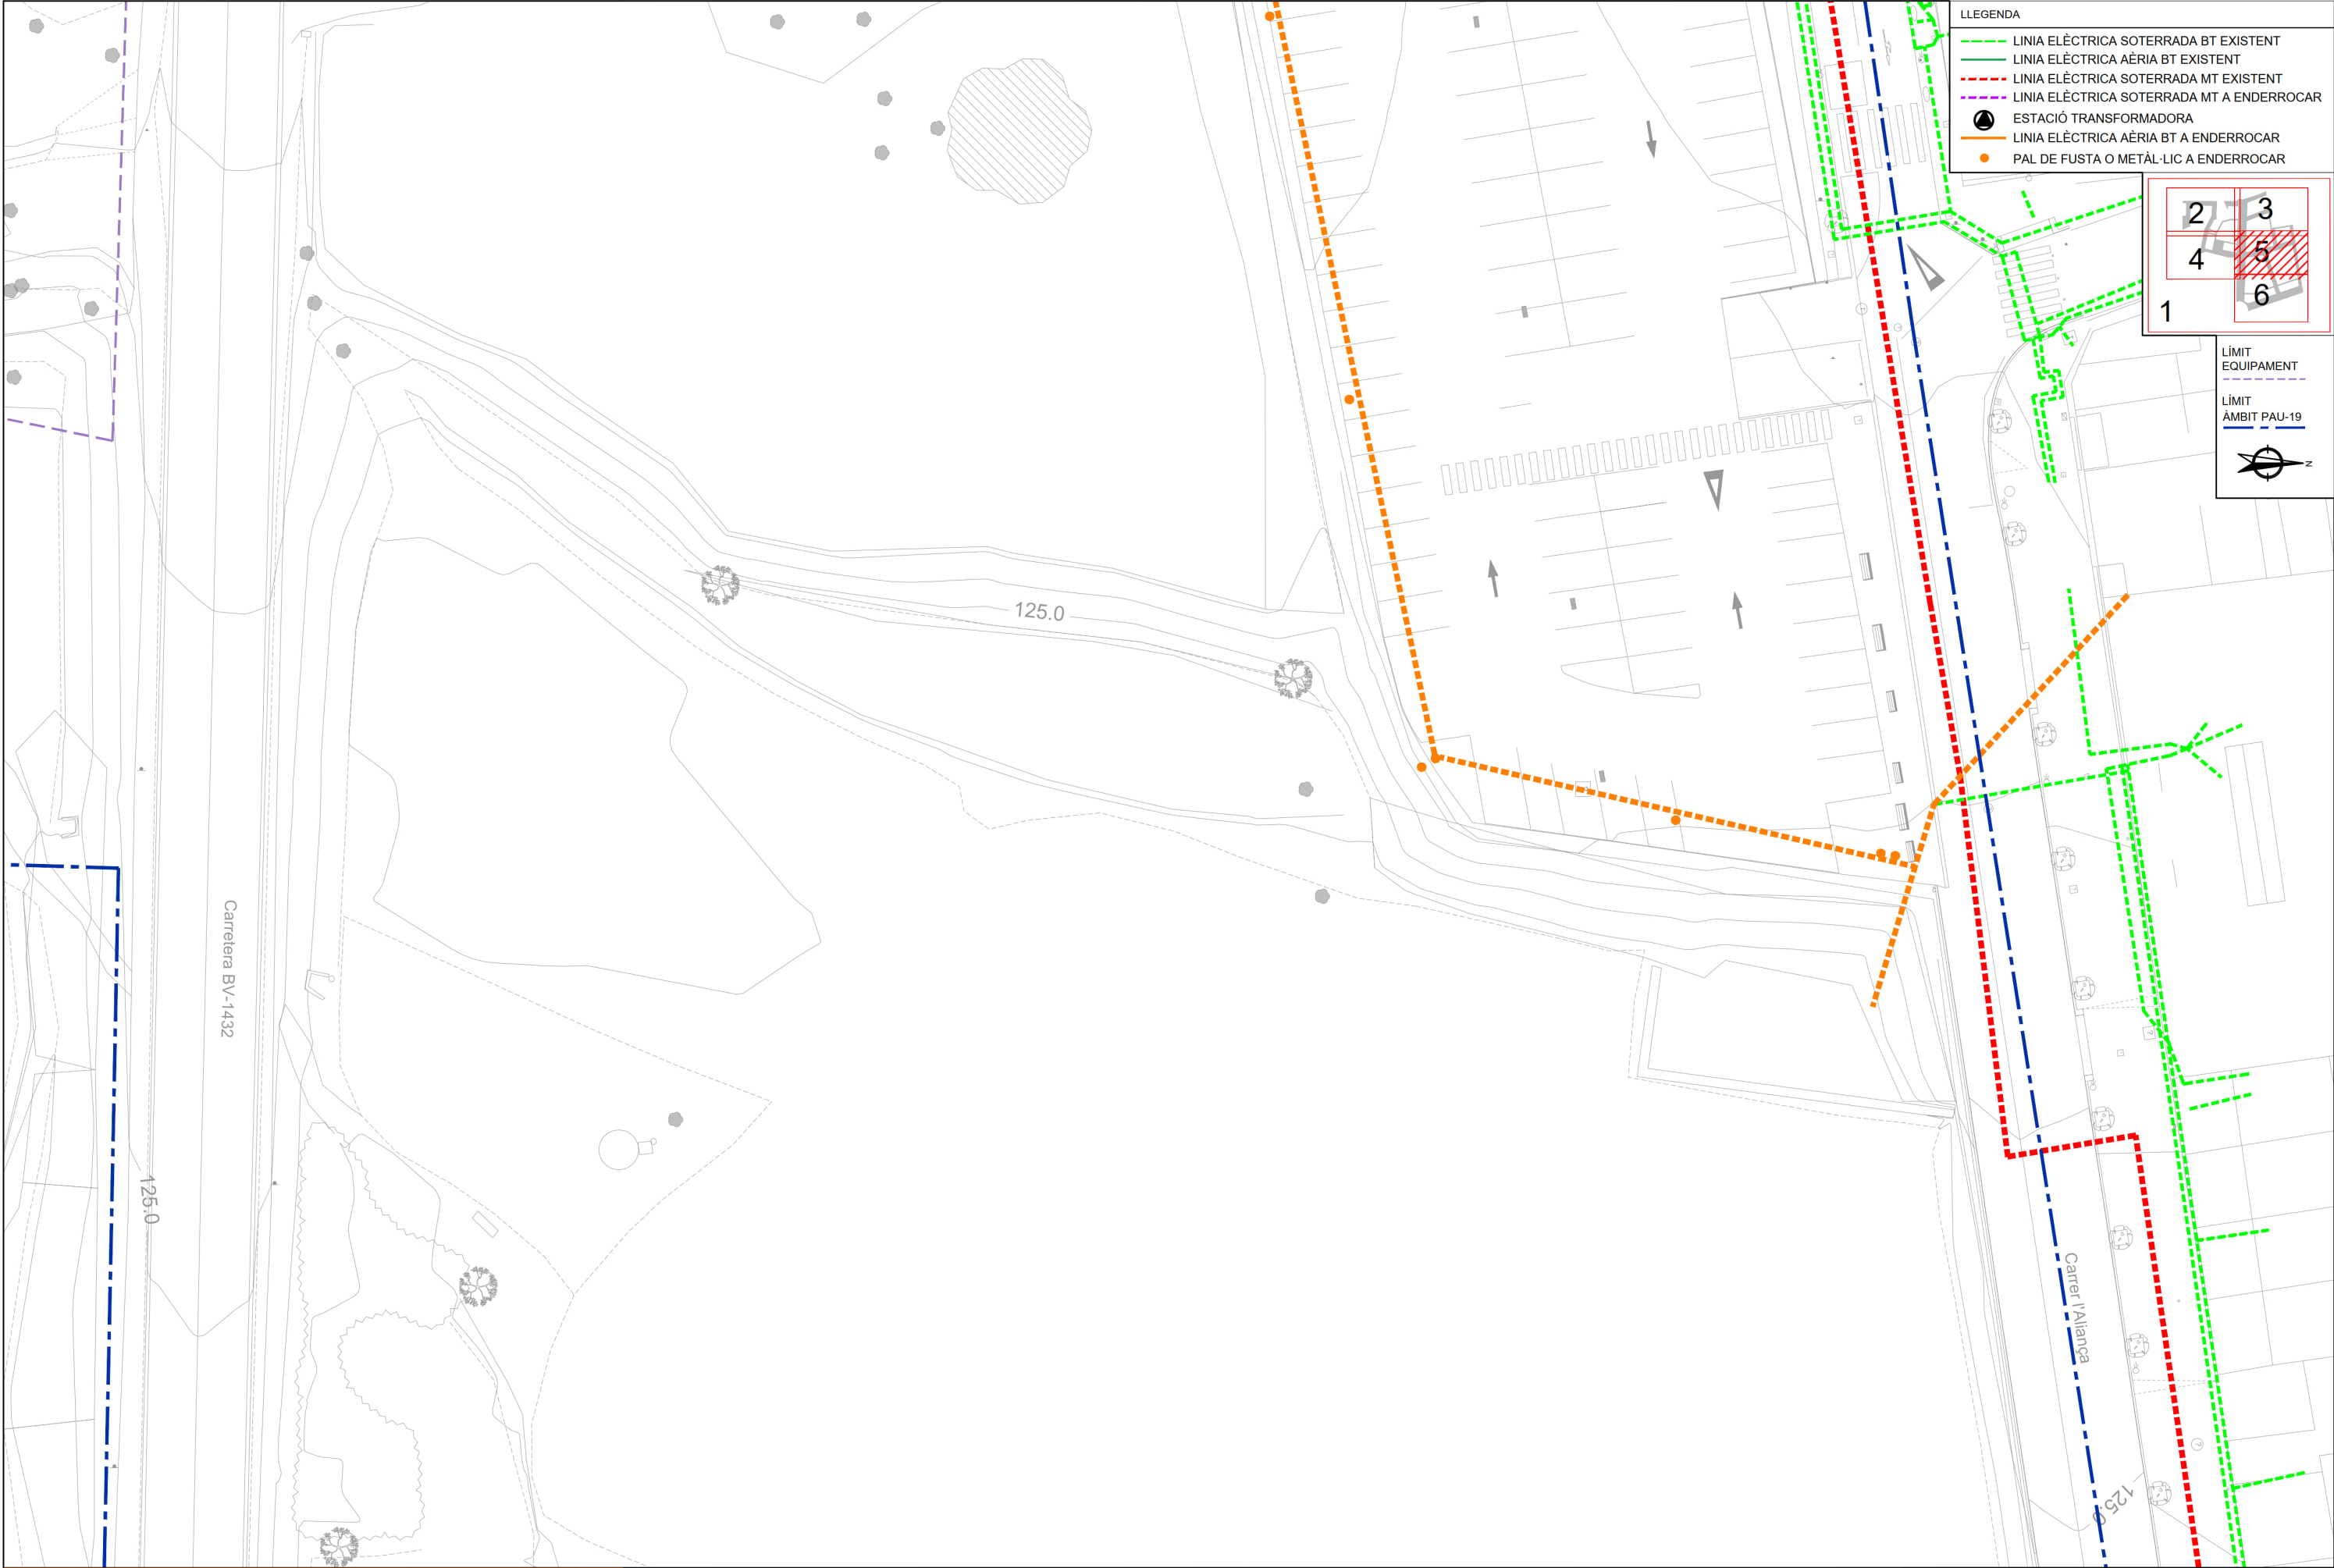 LLEGENDA
LINIA ELÈCTRICA SOTERRADA BT EXISTENT
LINIA ELÈCTRICA AÈRIA BT EXISTENT
LINIA ELÈCTRICA SOTERRADA MT EXISTENT
LINIA ELÈCTRICA SOTERRADA MT A ENDERROCAR
ESTACIÓ TRANSFORMADORA
LINIA ELÈCTRICA AÈRIA BT A ENDERROCAR
PAL DE FUSTA O METÀL·LIC A ENDERROCAR
2
3
4
5
6
1
LÍMIT
EQUIPAMENT
LÍMIT
ÀMBIT PAU-19
N
125.0
Carretera BV-1432
125.0
Carrer l'Aliança
125.0